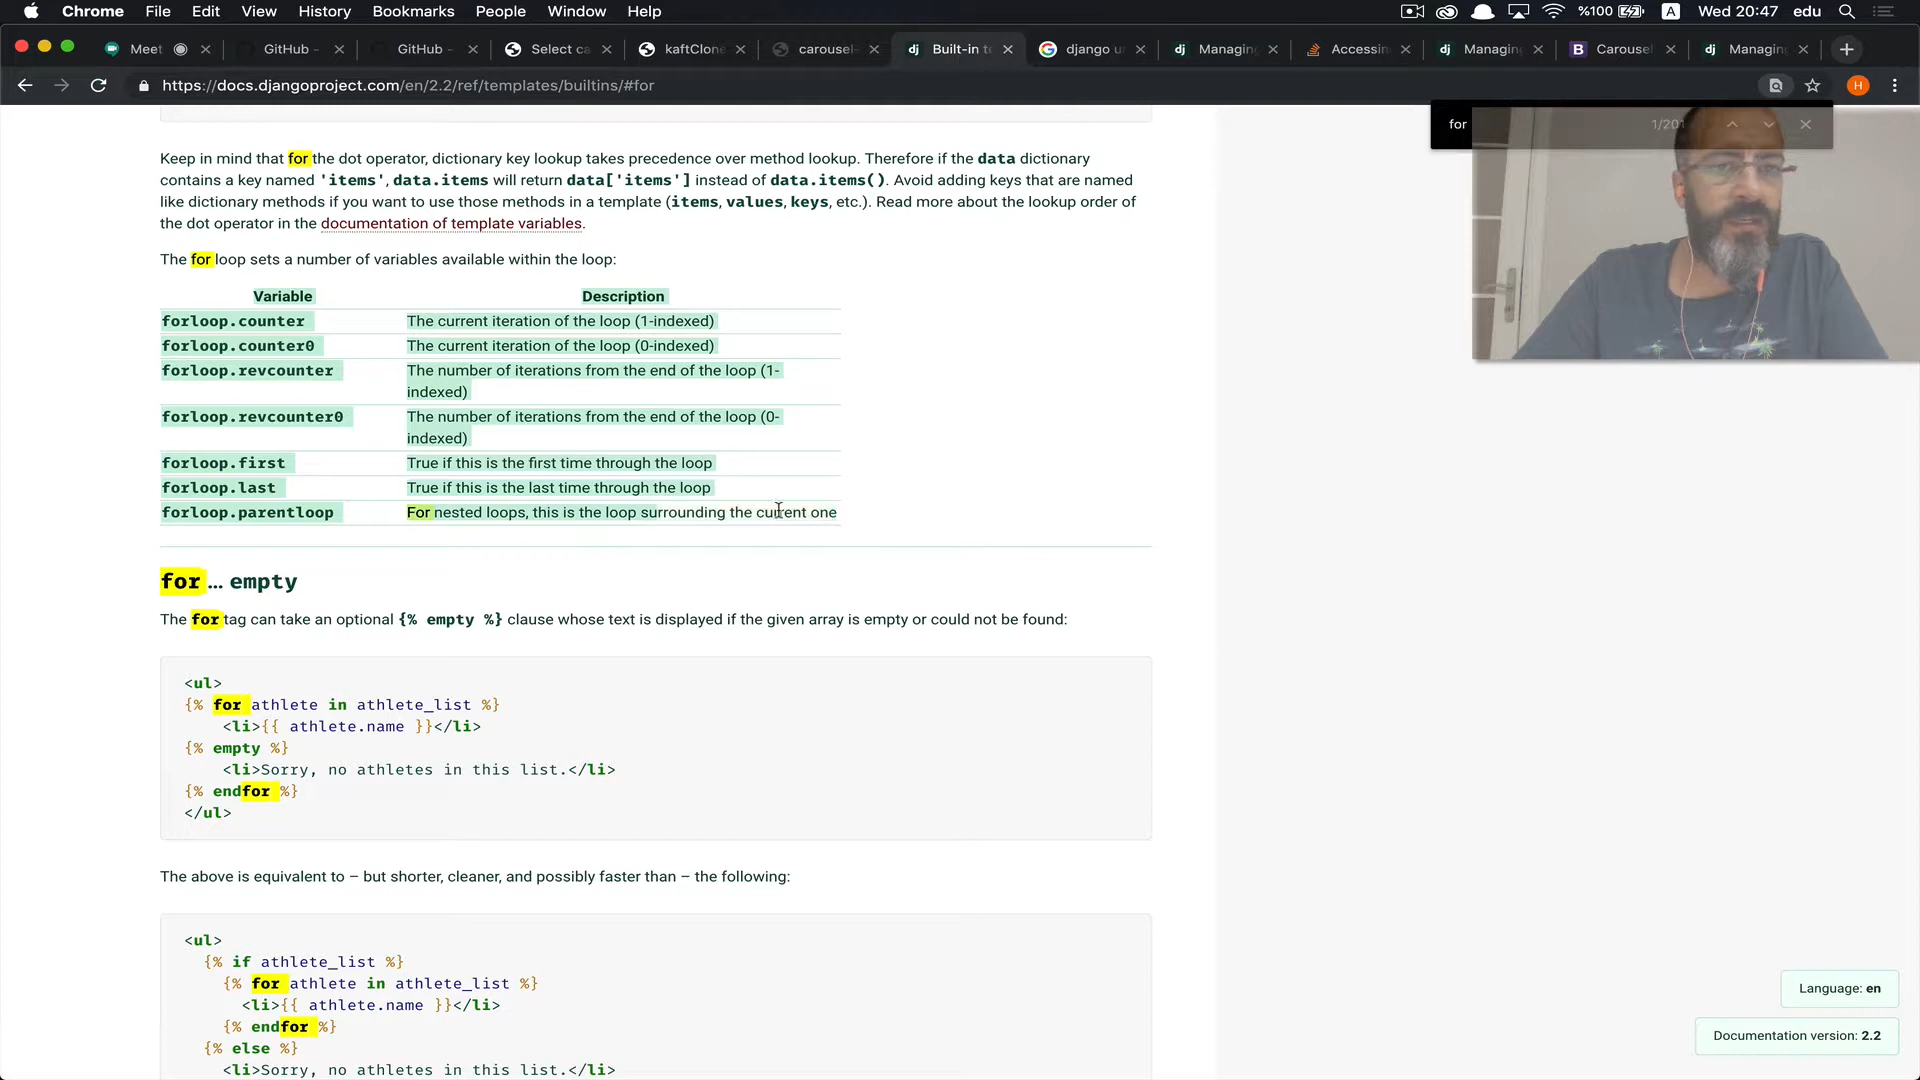 Chrome File Edit View History Bookmarks People Window Help %100 A Wed 20:47 edu
Meet GitHub - GitHub - Select ca kaftClone carousel- Built-in te django ur Managing Accessin Managing Carousel Managing
https://docs.djangoproject.com/en/2.2/ref/templates/builtins/#for H
for 1/201
Keep in mind that for the dot operator, dictionary key lookup takes precedence over method lookup. Therefore if the data dictionary
contains a key named 'items', data.items will return data['items'] instead of data.items(). Avoid adding keys that are named
like dictionary methods if you want to use those methods in a template (items, values, keys, etc.). Read more about the lookup order of
the dot operator in the documentation of template variables.
The for loop sets a number of variables available within the loop:
Variable Description
forloop.counter The current iteration of the loop (1-indexed)
forloop.counter0 The current iteration of the loop (0-indexed)
forloop.revcounter The number of iterations from the end of the loop (1-
indexed)
forloop.revcounter0 The number of iterations from the end of the loop (0-
indexed)
forloop.first True if this is the first time through the loop
forloop.last True if this is the last time through the loop
forloop.parentloop For nested loops, this is the loop surrounding the current one
for ... empty
The for tag can take an optional {% empty %} clause whose text is displayed if the given array is empty or could not be found:
<ul>
{% for athlete in athlete_list %}
<li>{{ athlete.name }}</li>
{% empty %}
<li>Sorry, no athletes in this list.</li>
{% endfor %}
</ul>
The above is equivalent to – but shorter, cleaner, and possibly faster than – the following:
<ul>
{% if athlete_list %}
{% for athlete in athlete_list %}
<li>{{ athlete.name }}</li>
{% endfor %}
{% else %}
<li>Sorry, no athletes in this list.</li>
Language: en
Documentation version: 2.2